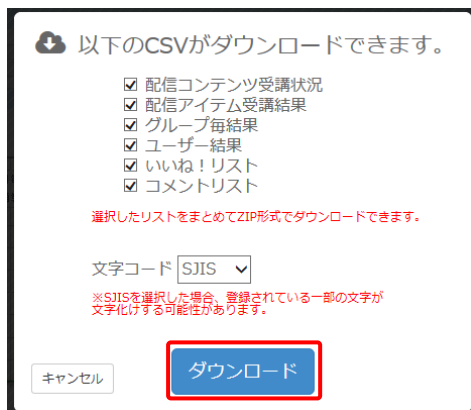 以下のCSVがダウンロードできます。
配信コンテンツ受講状況
配信アイテム受講結果
グループ毎結果
ユーザー結果
いいね！リスト
コメントリスト
選択したリストをまとめてZIP形式でダウンロードできます。
文字コード SJIS
※SJISを選択した場合、登録されている一部の文字が
文字化けする可能性があります。
キャンセル ダウンロード